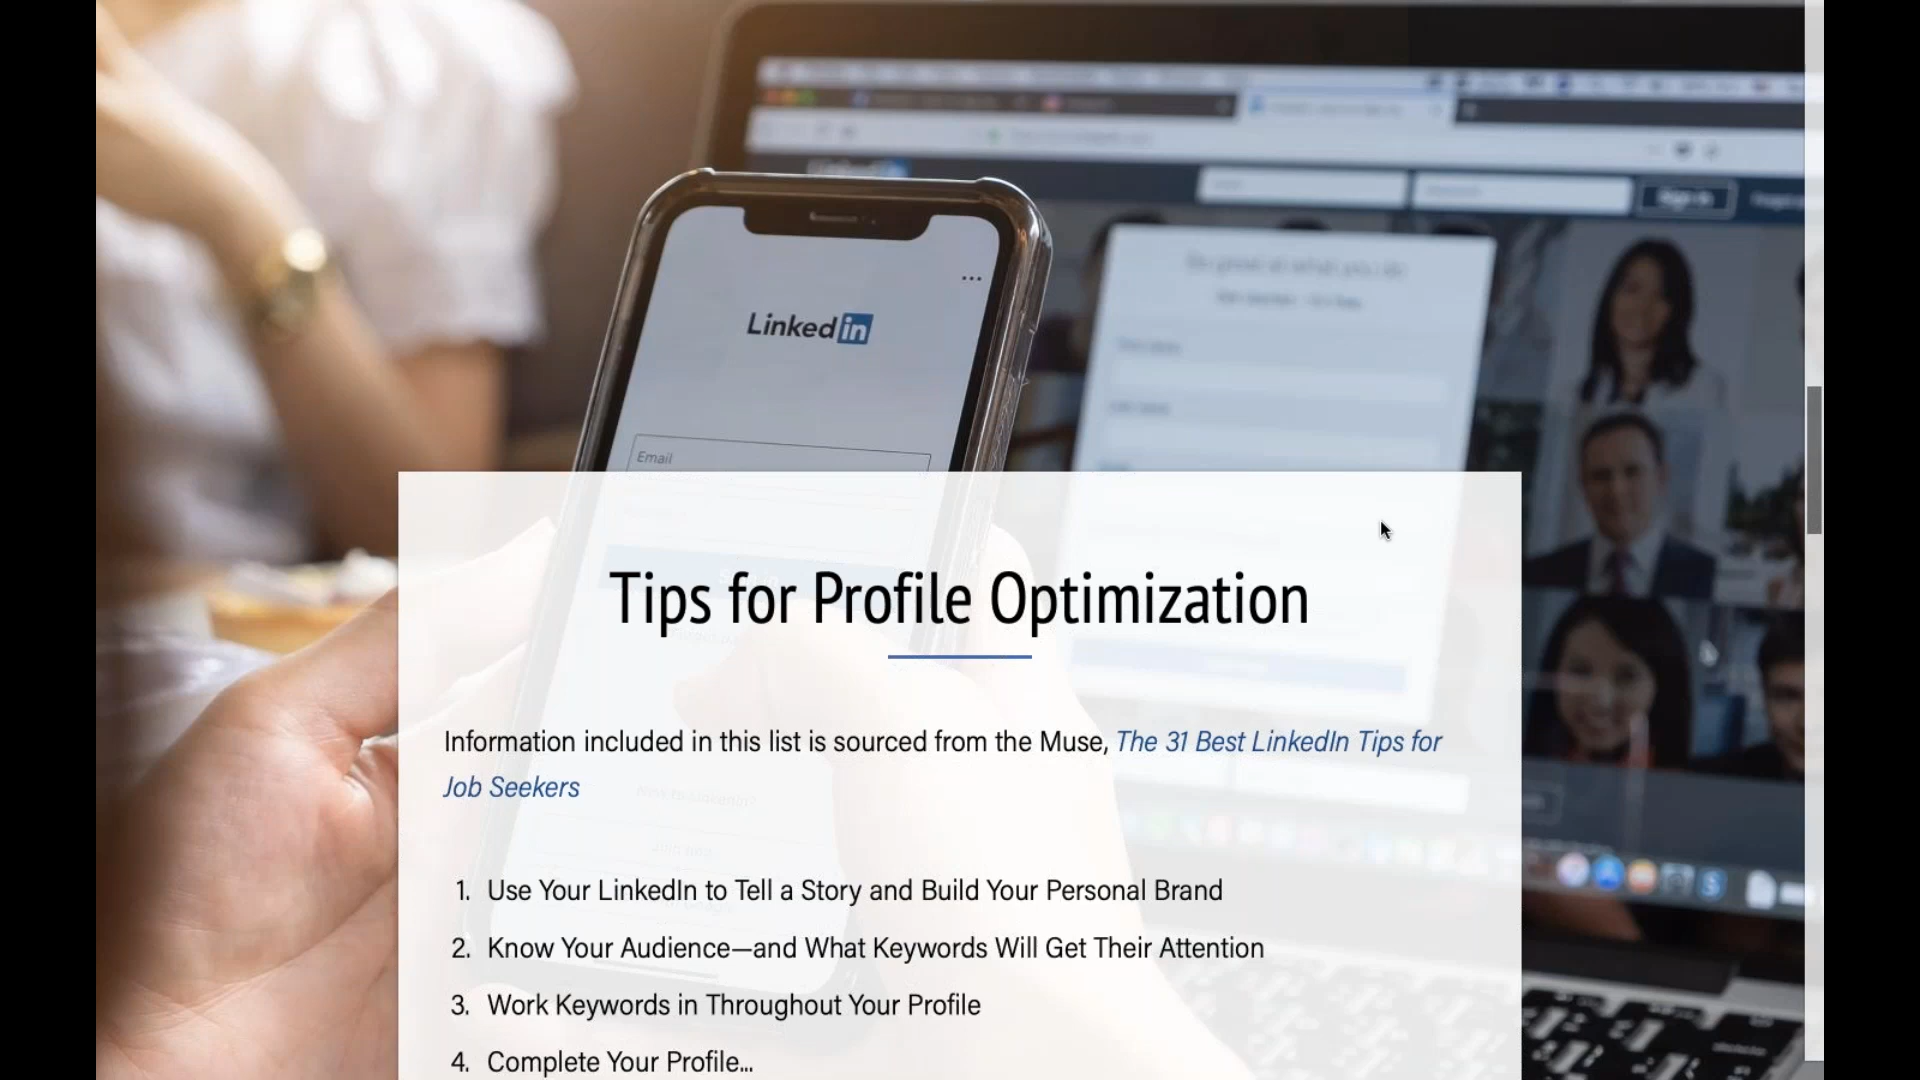 LinkedIn
Email
Tips for Profile Optimization
Information included in this list is sourced from the Muse, The 31 Best LinkedIn Tips for
Job Seekers
1. Use Your LinkedIn to Tell a Story and Build Your Personal Brand
2. Know Your Audience—and What Keywords Will Get Their Attention
3. Work Keywords in Throughout Your Profile
4. Complete Your Profile...